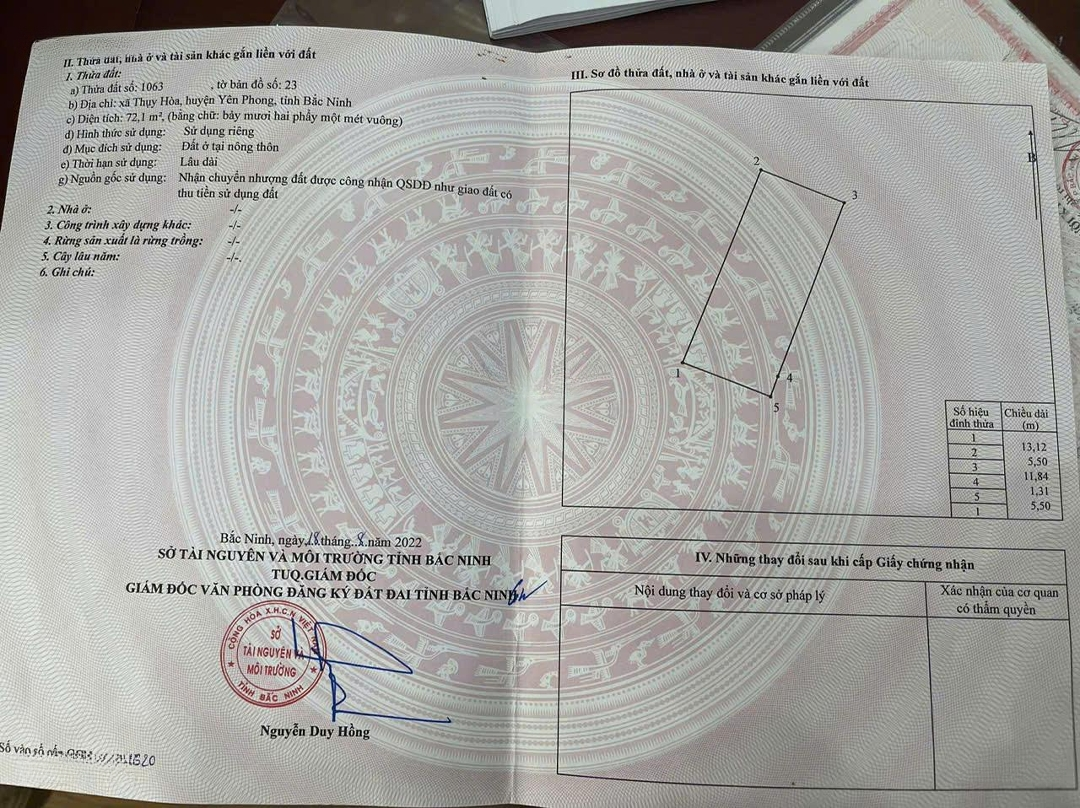 II. Thửa đất, nhà ở và tài sản khác gắn liền với đất
1. Thửa đất:
a) Thửa đất số: 1063 , tờ bản đồ số: 23
b) Địa chỉ: xã Thụy Hòa, huyện Yên Phong, tỉnh Bắc Ninh
c) Diện tích: 72,1 m², (bằng chữ: bảy mươi hai phẩy một mét vuông)
d) Hình thức sử dụng: Sử dụng riêng
đ) Mục đích sử dụng: Đất ở tại nông thôn
e) Thời hạn sử dụng: Lâu dài
g) Nguồn gốc sử dụng: Nhận chuyển nhượng đất được công nhận QSDĐ như giao đất có
thu tiền sử dụng đất
2. Nhà ở: -/-
3. Công trình xây dựng khác: -/-
4. Rừng sản xuất là rừng trồng: -/-
5. Cây lâu năm: -/-.
6. Ghi chú:
Bắc Ninh, ngày 18 tháng 8 năm 2022
SỞ TÀI NGUYÊN VÀ MÔI TRƯỜNG TỈNH BẮC NINH
TUQ.GIÁM ĐỐC
GIÁM ĐỐC VĂN PHÒNG ĐĂNG KÝ ĐẤT ĐAI TỈNH BẮC NINH
CỘNG HÒA X.H.C.N VIỆT NAM
SỞ
TÀI NGUYÊN VÀ
MÔI TRƯỜNG
TỈNH BẮC NINH
Nguyễn Duy Hồng
Số vào sổ
III. Sơ đồ thửa đất, nhà ở và tài sản khác gắn liền với đất
B
2
3
1
4
5
Số hiệu đỉnh thửa Chiều dài (m)
1
13,12
2
5,50
3
11,84
4
1,31
5
5,50
1
IV. Những thay đổi sau khi cấp Giấy chứng nhận
Nội dung thay đổi và cơ sở pháp lý
Xác nhận của cơ quan
có thẩm quyền